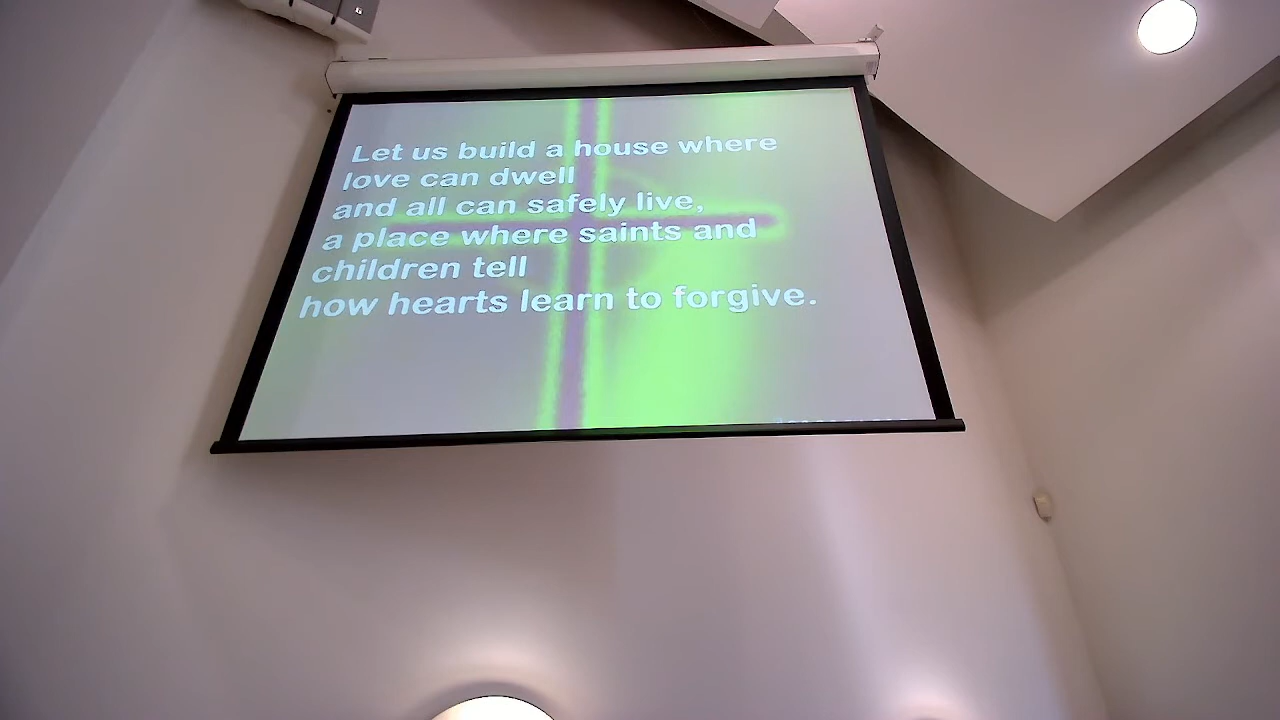 Let us build a house where
love can dwell
and all can safely live,
a place where saints and
children tell
how hearts learn to forgive.